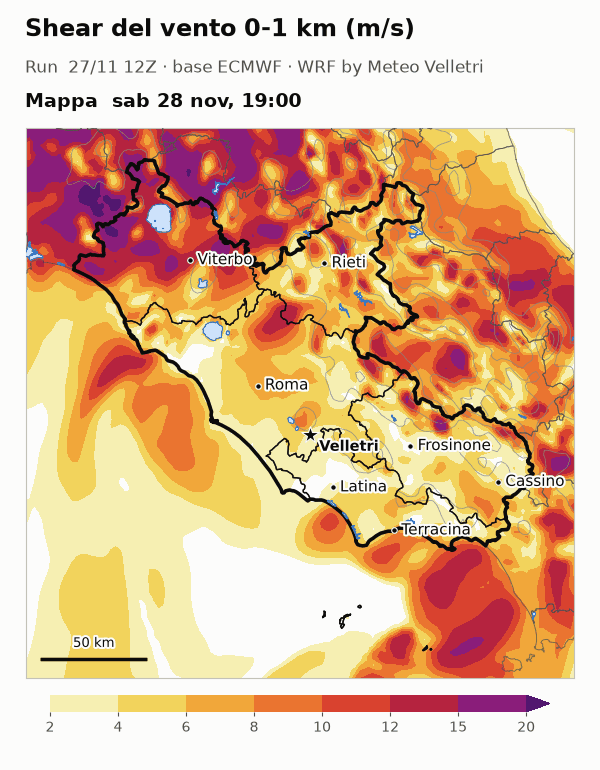 Shear del vento 0-1 km (m/s)
Run  27/11 12Z · base ECMWF · WRF by Meteo Velletri
Mappa  sab 28 nov, 19:00
Viterbo
Rieti
Roma
Velletri
Frosinone
Cassino
Latina
Terracina
50 km
2 4 6 8 10 12 15 20